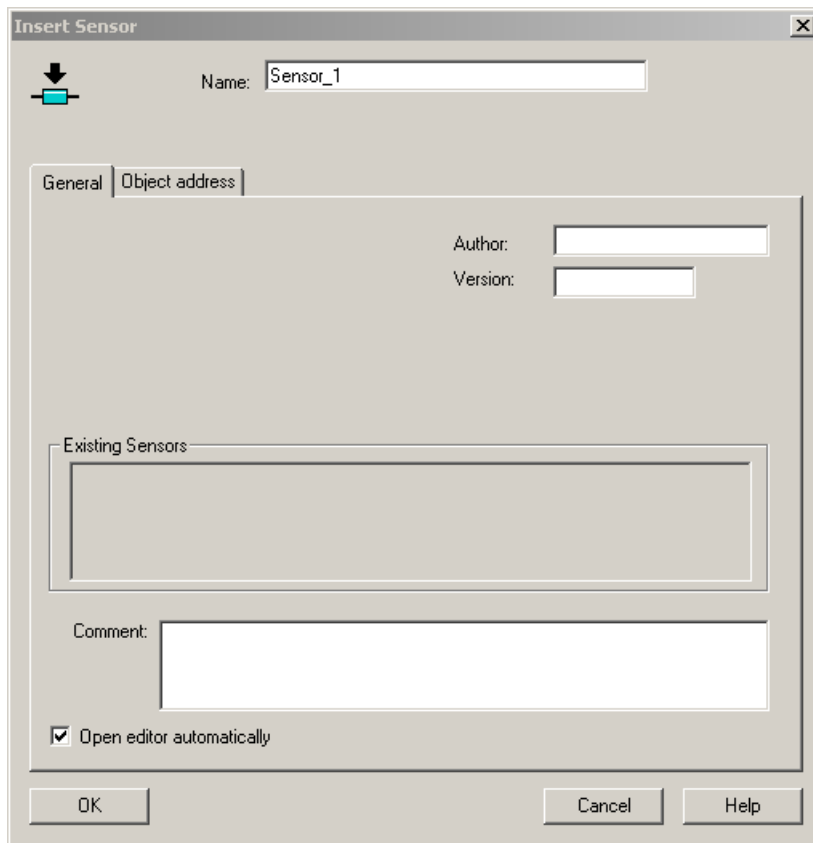 Insert Sensor
Name: Sensor_1
General Object address
Author:
Version:
Existing Sensors
Comment:
Open editor automatically
OK Cancel Help